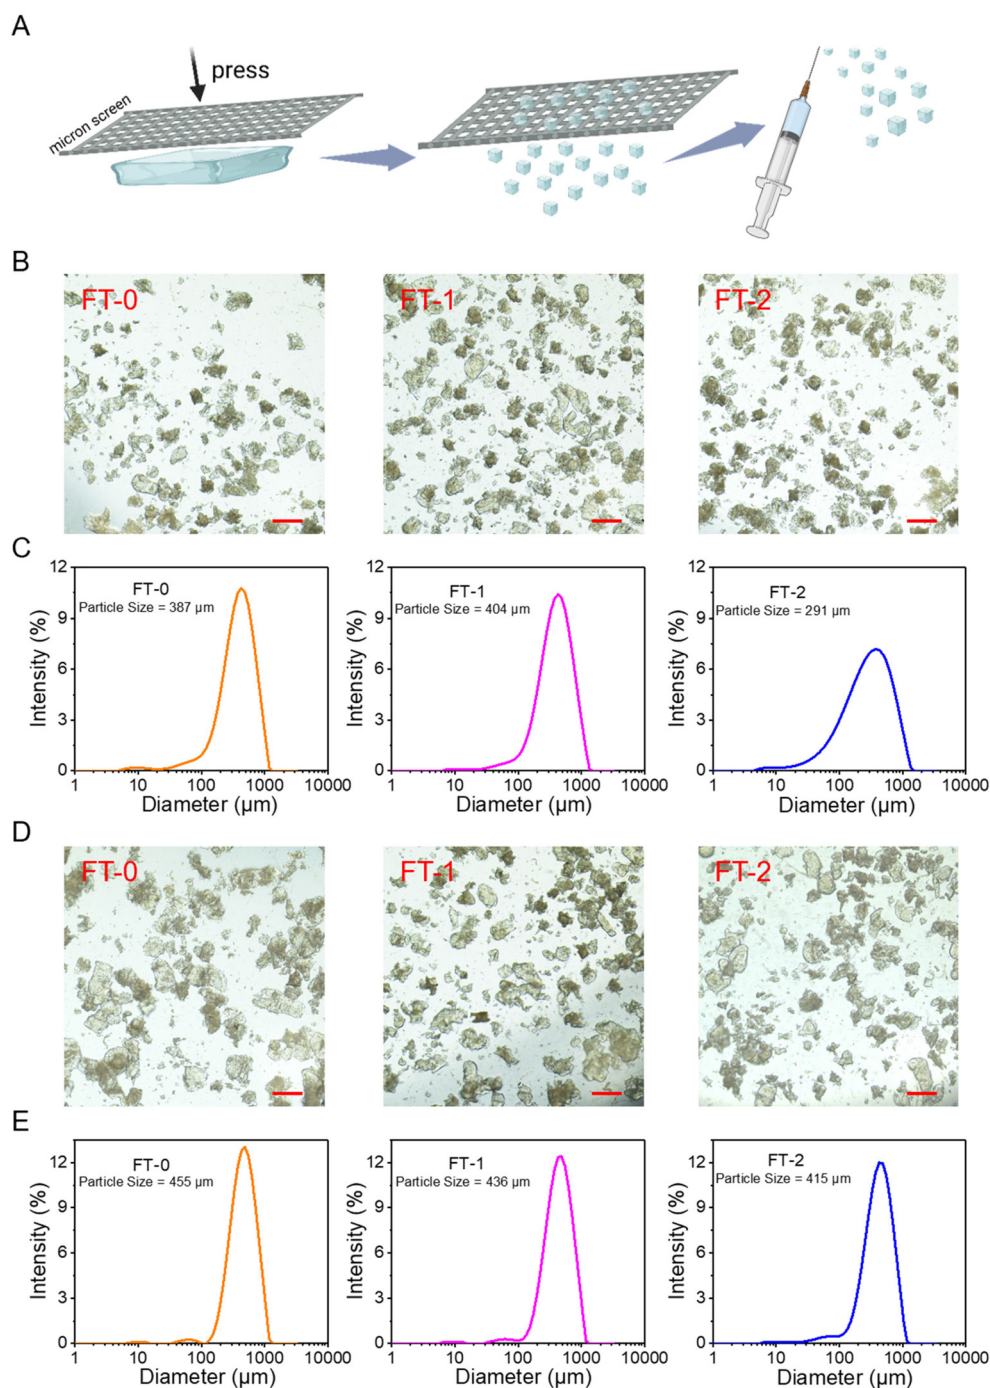 A
press
micron screen
B
FT-0
FT-1
FT-2
C
12
9
6
3
0
Intensity (%)
FT-0
Particle Size = 387 µm
1
10
100
1000
10000
Diameter (µm)
12
9
6
3
0
Intensity (%)
FT-1
Particle Size = 404 µm
1
10
100
1000
10000
Diameter (µm)
12
9
6
3
0
Intensity (%)
FT-2
Particle Size = 291 µm
1
10
100
1000
10000
Diameter (µm)
D
FT-0
FT-1
FT-2
E
12
9
6
3
0
Intensity (%)
FT-0
Particle Size = 455 µm
1
10
100
1000
10000
Diameter (µm)
12
9
6
3
0
Intensity (%)
FT-1
Particle Size = 436 µm
1
10
100
1000
10000
Diameter (µm)
12
9
6
3
0
Intensity (%)
FT-2
Particle Size = 415 µm
1
10
100
1000
10000
Diameter (µm)